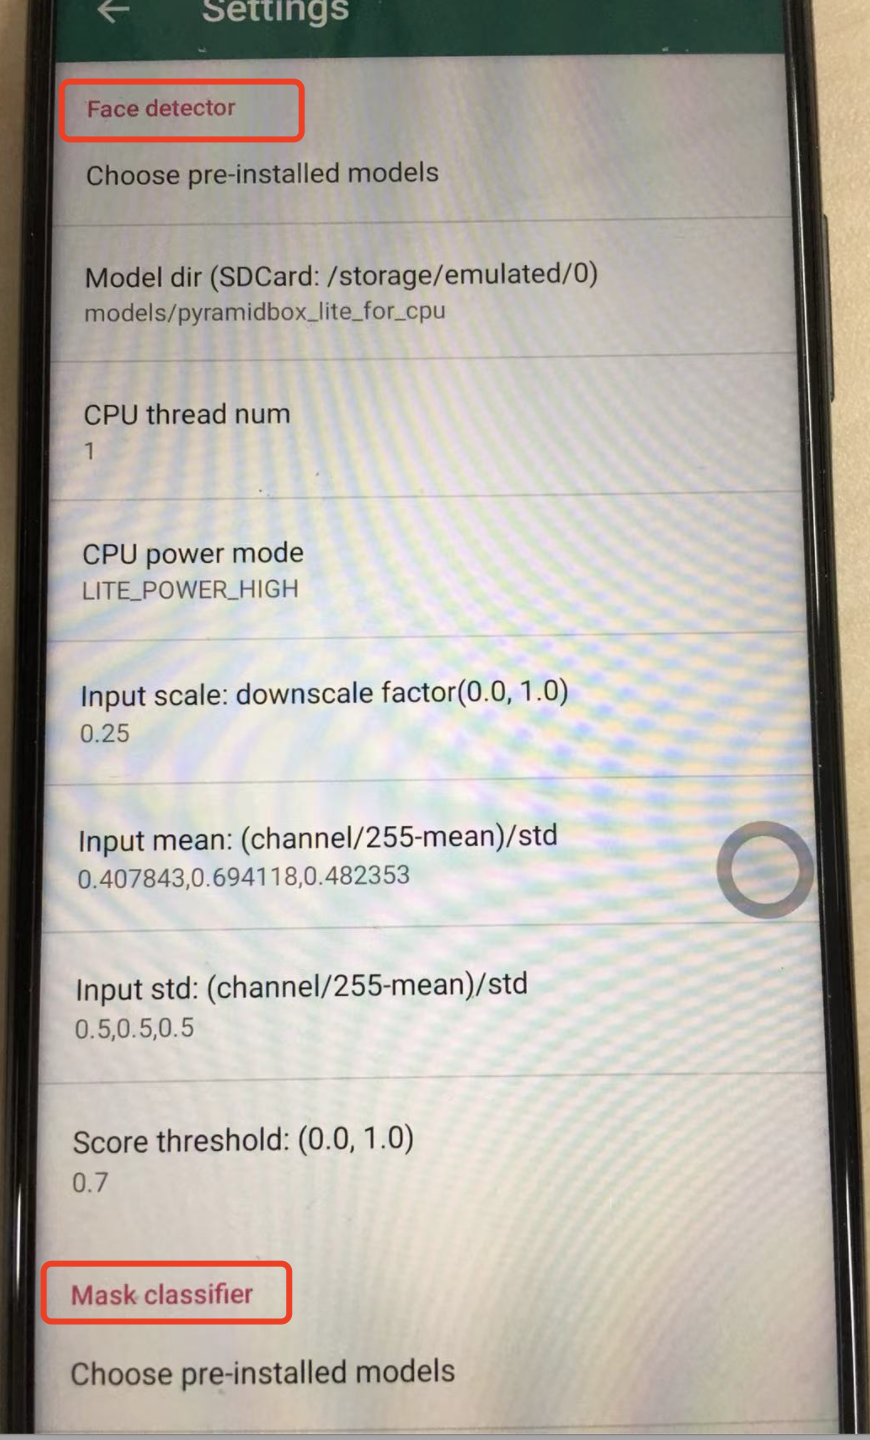 Settings
Face detector
Choose pre-installed models
Model dir (SDCard: /storage/emulated/0)
models/pyramidbox_lite_for_cpu
CPU thread num
1
CPU power mode
LITE_POWER_HIGH
Input scale: downscale factor(0.0, 1.0)
0.25
Input mean: (channel/255-mean)/std
0.407843,0.694118,0.482353
Input std: (channel/255-mean)/std
0.5,0.5,0.5
Score threshold: (0.0, 1.0)
0.7
Mask classifier
Choose pre-installed models